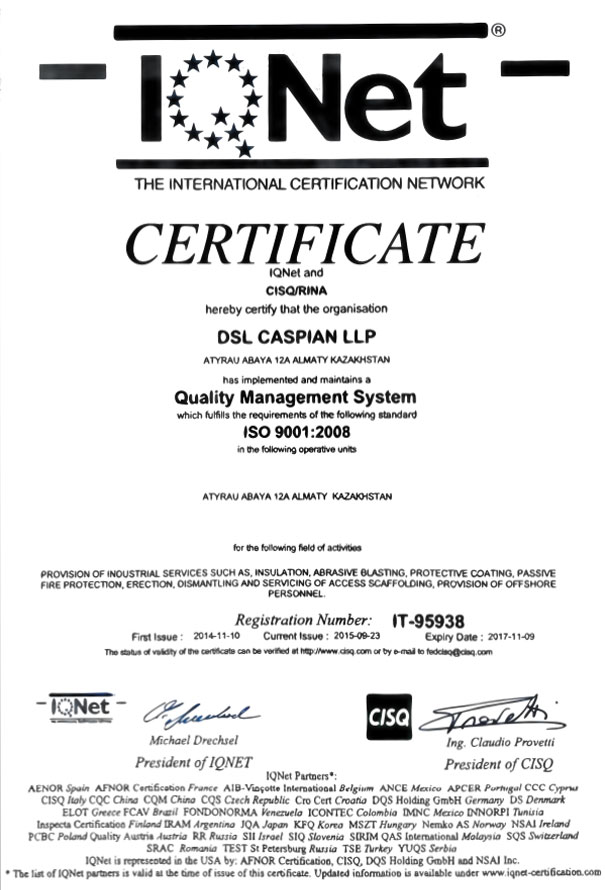 IQNet ®
THE INTERNATIONAL CERTIFICATION NETWORK
CERTIFICATE
IQNet and
CISQ/RINA
hereby certify that the organisation
DSL CASPIAN LLP
ATYRAU ABAYA 12A ALMATY KAZAKHSTAN
has implemented and maintains a
Quality Management System
which fulfills the requirements of the following standard
ISO 9001:2008
in the following operative units
ATYRAU ABAYA 12A ALMATY KAZAKHSTAN
for the following field of activities
PROVISION OF INDUSTRIAL SERVICES SUCH AS, INSULATION, ABRASIVE BLASTING, PROTECTIVE COATING, PASSIVE
FIRE PROTECTION, ERECTION, DISMANTLING AND SERVICING OF ACCESS SCAFFOLDING, PROVISION OF OFFSHORE
PERSONNEL.
Registration Number: IT-95938
First Issue : 2014-11-10 Current Issue : 2015-09-23 Expiry Date : 2017-11-09
The status of validity of the certificate can be verified at http://www.cisq.com or by e-mail to fedcisq@cisq.com
IQNet
CISQ
Michael Drechsel
Ing. Claudio Provetti
President of IQNET
President of CISQ
IQNet Partners*:
AENOR Spain AFNOR Certification France AIB-Vinçotte International Belgium ANCE Mexico APCER Portugal CCC Cyprus
CISQ Italy CQC China CQM China CQS Czech Republic Cro Cert Croatia DQS Holding GmbH Germany DS Denmark
ELOT Greece FCAV Brazil FONDONORMA Venezuela ICONTEC Colombia IMNC Mexico INNORPI Tunisia
Inspecta Certification Finland IRAM Argentina JQA Japan KFQ Korea MSZT Hungary Nemko AS Norway NSAI Ireland
PCBC Poland Quality Austria Austria RR Russia SII Israel SIQ Slovenia SIRIM QAS International Malaysia SQS Switzerland
SRAC Romania TEST St Petersburg Russia TSE Turkey YUQS Serbia
IQNet is represented in the USA by: AFNOR Certification, CISQ, DQS Holding GmbH and NSAI Inc.
* The list of IQNet partners is valid at the time of issue of this certificate. Updated information is available under www.iqnet-certification.com